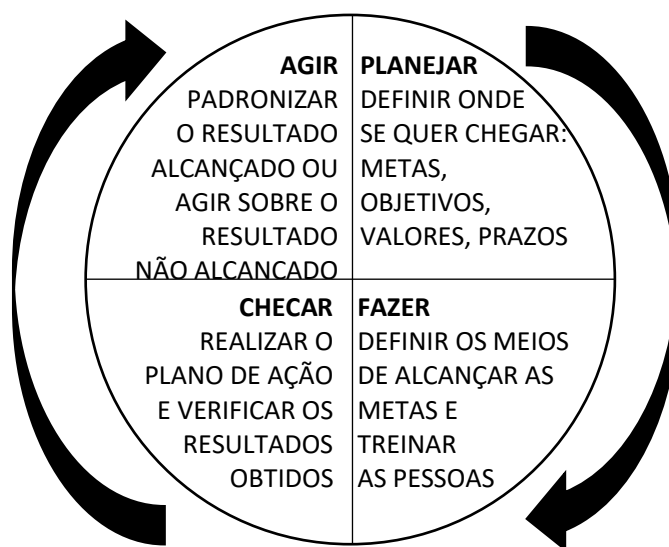 AGIR
PADRONIZAR
O RESULTADO
ALCANÇADO OU
AGIR SOBRE O
RESULTADO
NÃO ALCANCADO
PLANEJAR
DEFINIR ONDE
SE QUER CHEGAR:
METAS,
OBJETIVOS,
VALORES, PRAZOS
CHECAR
REALIZAR O
PLANO DE AÇÃO
E VERIFICAR OS
RESULTADOS
OBTIDOS
FAZER
DEFINIR OS MEIOS
DE ALCANÇAR AS
METAS E
TREINAR
AS PESSOAS